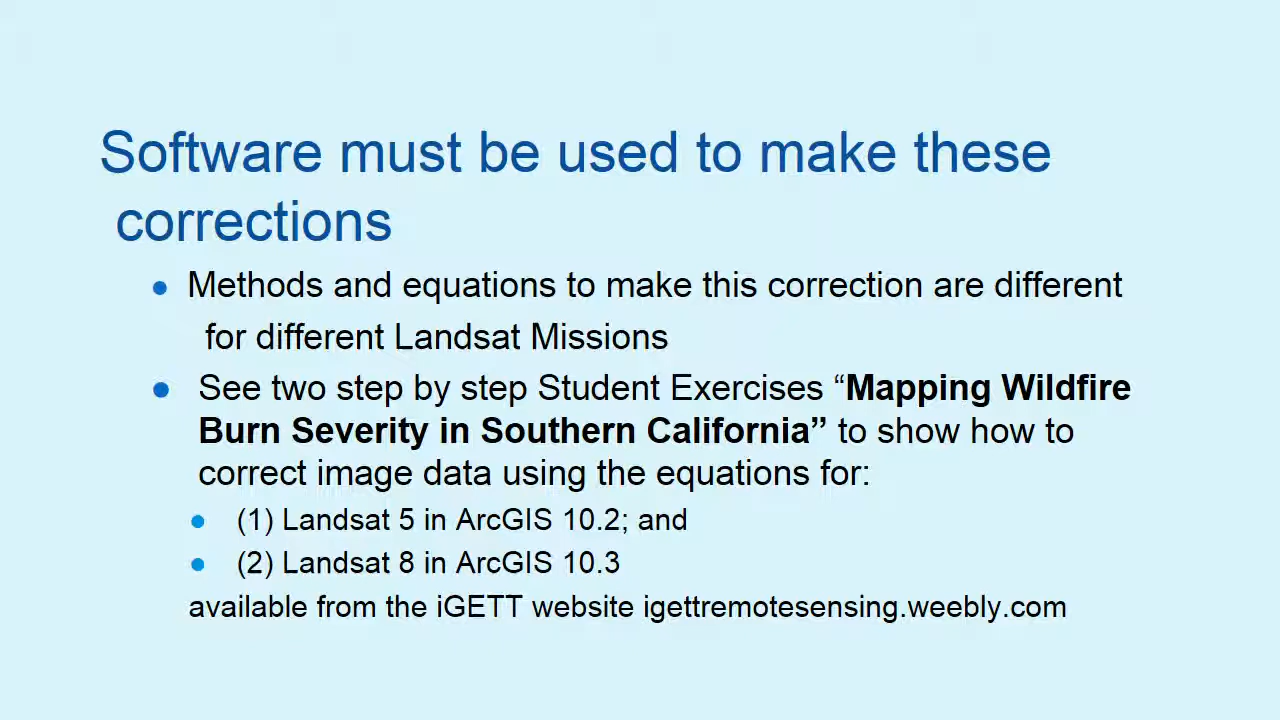 Software must be used to make these
corrections
● Methods and equations to make this correction are different
for different Landsat Missions
● See two step by step Student Exercises “Mapping Wildfire
Burn Severity in Southern California” to show how to
correct image data using the equations for:
● (1) Landsat 5 in ArcGIS 10.2; and
● (2) Landsat 8 in ArcGIS 10.3
available from the iGETT website igettremotesensing.weebly.com